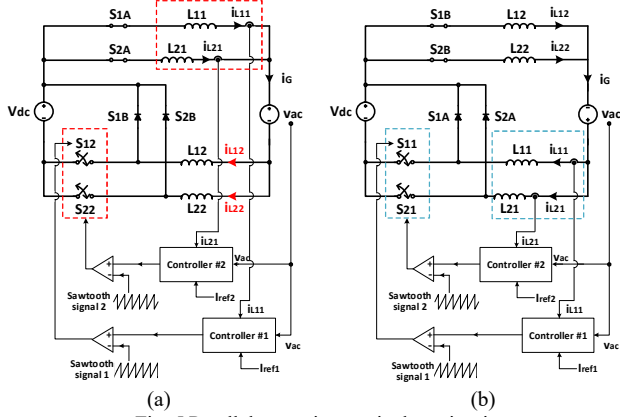 S1A L11 iL11
S2A L21 iL21
iG
Vdc
S1B S2B
vac
S12 L12 iL12
S22 L22 iL22
iL21
vac
Controller #2
Sawtooth signal 2
Iref2
iL11
Controller #1
vac
Sawtooth signal 1
Iref1
(a)
S1B L12 iL12
S2B L22 iL22
iG
Vdc
S1A S2A
vac
S11 L11 iL11
S21 L21 iL21
iL21
vac
Controller #2
Sawtooth signal 2
Iref2
iL11
Controller #1
vac
Sawtooth signal 1
Iref1
(b)